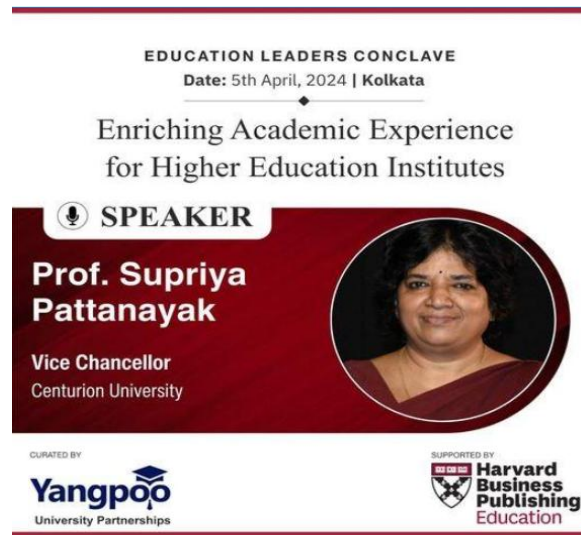 EDUCATION LEADERS CONCLAVE
Date: 5th April, 2024 | Kolkata
Enriching Academic Experience
for Higher Education Institutes
SPEAKER
Prof. Supriya
Pattanayak
Vice Chancellor
Centurion University
CURATED BY
Yangpoo
University Partnerships
SUPPORTED BY
Harvard
Business
Publishing
Education